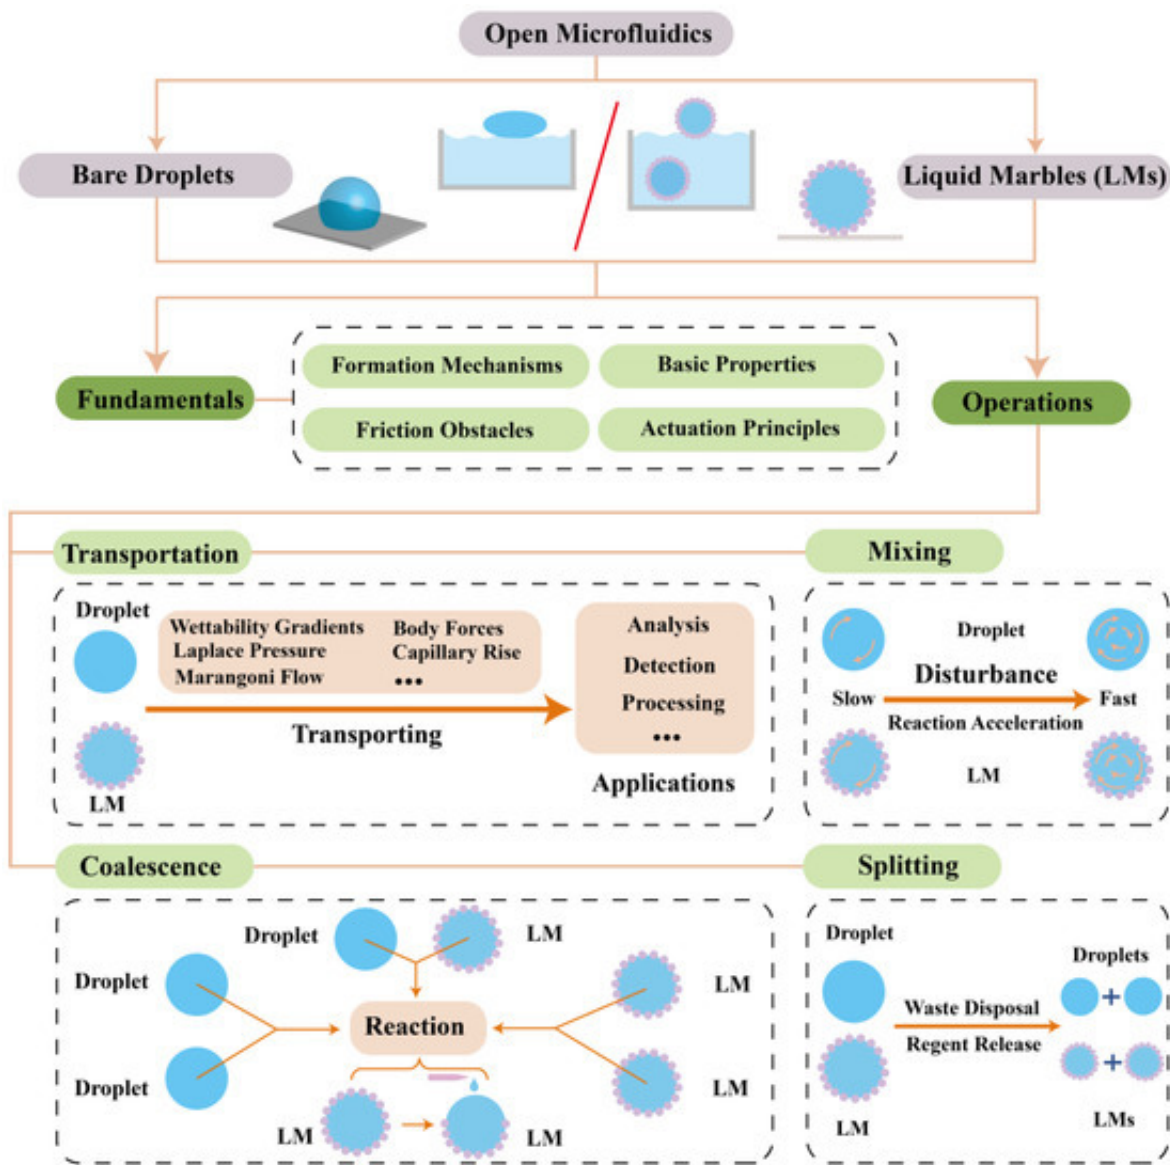 Open Microfluidics
Bare Droplets
Liquid Marbles (LMs)
Fundamentals
Formation Mechanisms
Basic Properties
Friction Obstacles
Actuation Principles
Operations
Transportation
Droplet
Wettability Gradients
Body Forces
Laplace Pressure
Capillary Rise
Marangoni Flow
•••
Transporting
LM
Analysis
Detection
Processing
•••
Applications
Mixing
Droplet
Disturbance
Slow
Fast
Reaction Acceleration
LM
Coalescence
Droplet
LM
Droplet
LM
Reaction
Droplet
LM
LM
LM
Splitting
Droplet
Droplets
+
Waste Disposal
Regent Release
+
LM
LMs